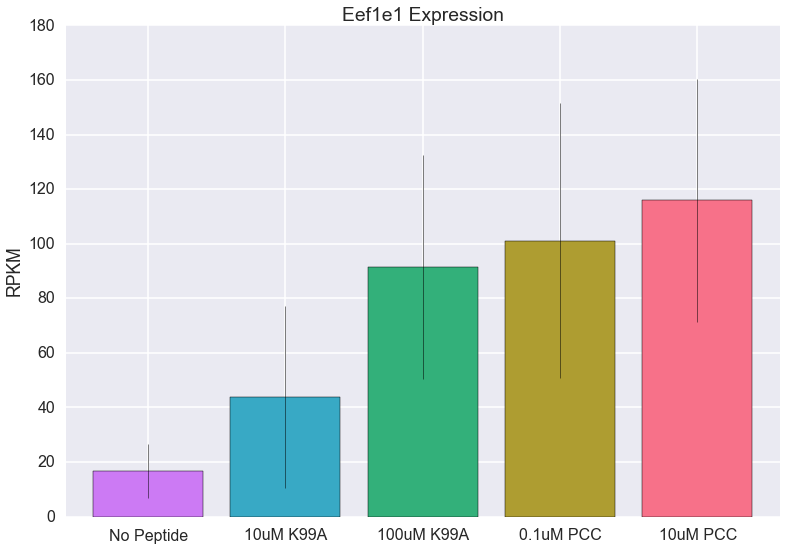 Eef1e1 Expression
180
160
140
120
100
80
60
40
20
0
RPKM
No Peptide
10uM K99A
100uM K99A
0.1uM PCC
10uM PCC